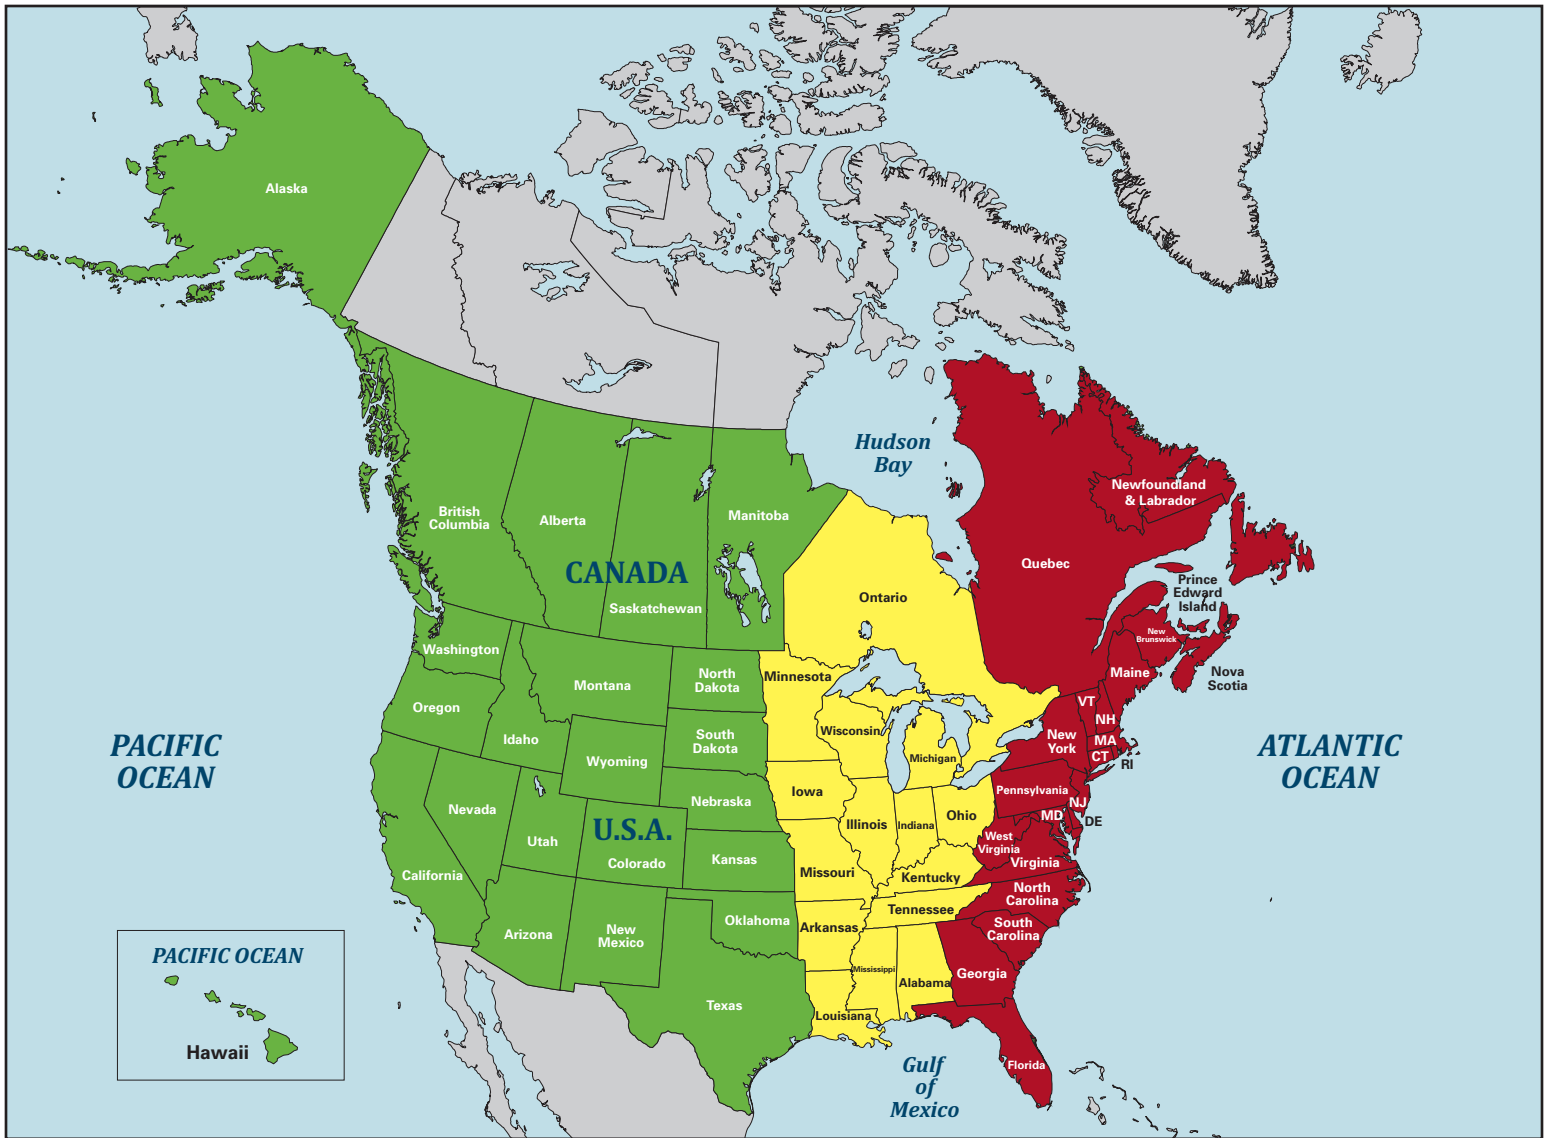 Alaska
Hudson
Bay
Newfoundland
& Labrador
British
Columbia
Alberta
Manitoba
CANADA
Quebec
Saskatchewan
Ontario
Prince
Edward
Island
New
Brunswick
Nova
Scotia
Washington
Montana
North
Dakota
Minnesota
Maine
Oregon
Idaho
South
Dakota
Wisconsin
Michigan
VT
NH
New
York
MA
CT
RI
PACIFIC
OCEAN
ATLANTIC
OCEAN
Wyoming
Nebraska
Iowa
Pennsylvania
NJ
Nevada
Utah
U.S.A.
Colorado
Kansas
Illinois
Indiana
Ohio
MD
DE
West
Virginia
Virginia
California
Missouri
Kentucky
North
Carolina
Arizona
New
Mexico
Oklahoma
Arkansas
Tennessee
South
Carolina
Texas
Mississippi
Alabama
Georgia
Louisiana
Florida
PACIFIC OCEAN
Hawaii
Gulf
of
Mexico